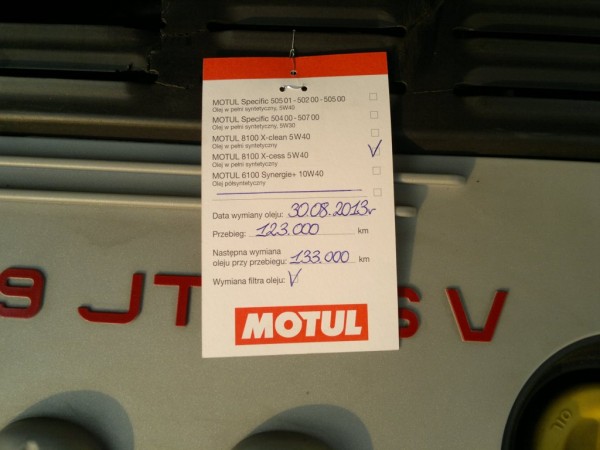 MOTUL Specific 505 01 - 502 00 - 505 00
Olej w pełni syntetyczny, 5W40
MOTUL Specific 504 00 - 507 00
Olej w pełni syntetyczny, 5W30
MOTUL 8100 X-clean 5W40
Olej w pełni syntetyczny
MOTUL 8100 X-cess 5W40
Olej w pełni syntetyczny
MOTUL 6100 Synergie+ 10W40
Olej półsyntetyczny
Data wymiany oleju: 30.08.2013r
Przebieg: 123.000 km
Następna wymiana
oleju przy przebiegu: 133.000 km
Wymiana filtra oleju: V
MOTUL
9 JT 6 V
OIL